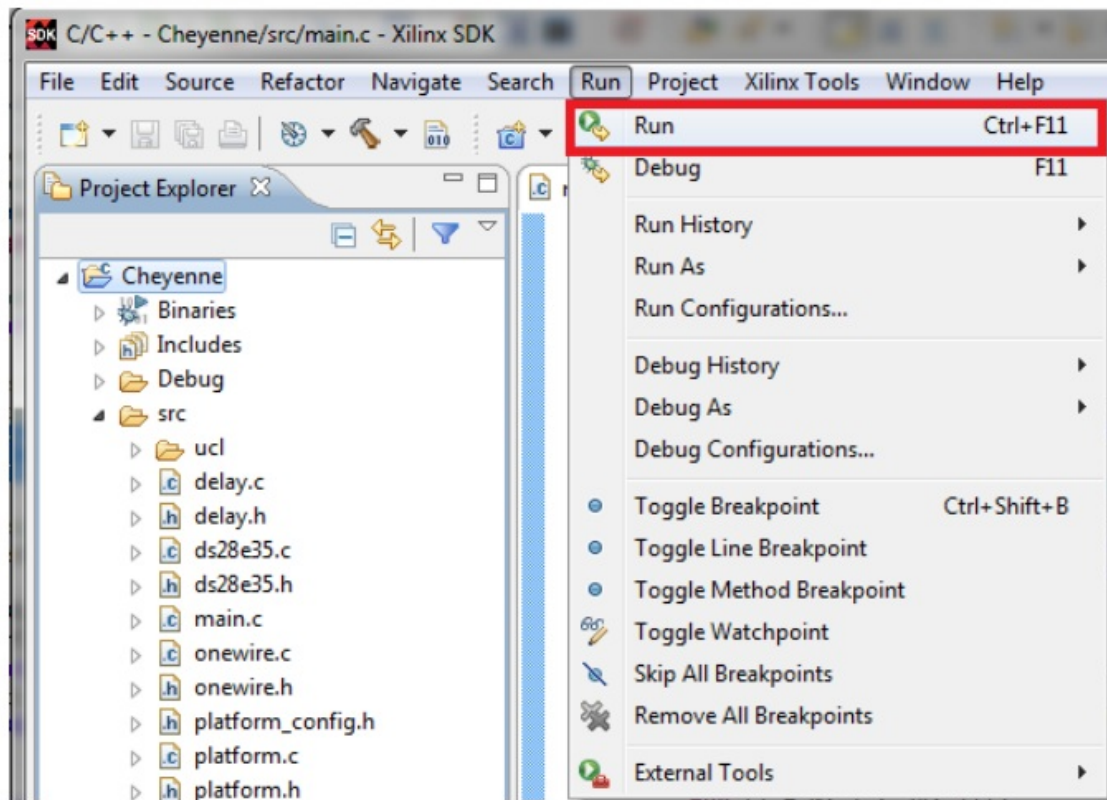 SDK C/C++ - Cheyenne/src/main.c - Xilinx SDK
File Edit Source Refactor Navigate Search Run Project Xilinx Tools Window Help
010
Project Explorer
Cheyenne
Binaries
Includes
Debug
src
ucl
.c delay.c
.h delay.h
.c ds28e35.c
.h ds28e35.h
.c main.c
.c onewire.c
.h onewire.h
.h platform_config.h
.c platform.c
.h platform.h
.c
Run Ctrl+F11
Debug F11
Run History
Run As
Run Configurations...
Debug History
Debug As
Debug Configurations...
Toggle Breakpoint Ctrl+Shift+B
Toggle Line Breakpoint
Toggle Method Breakpoint
Toggle Watchpoint
Skip All Breakpoints
Remove All Breakpoints
External Tools